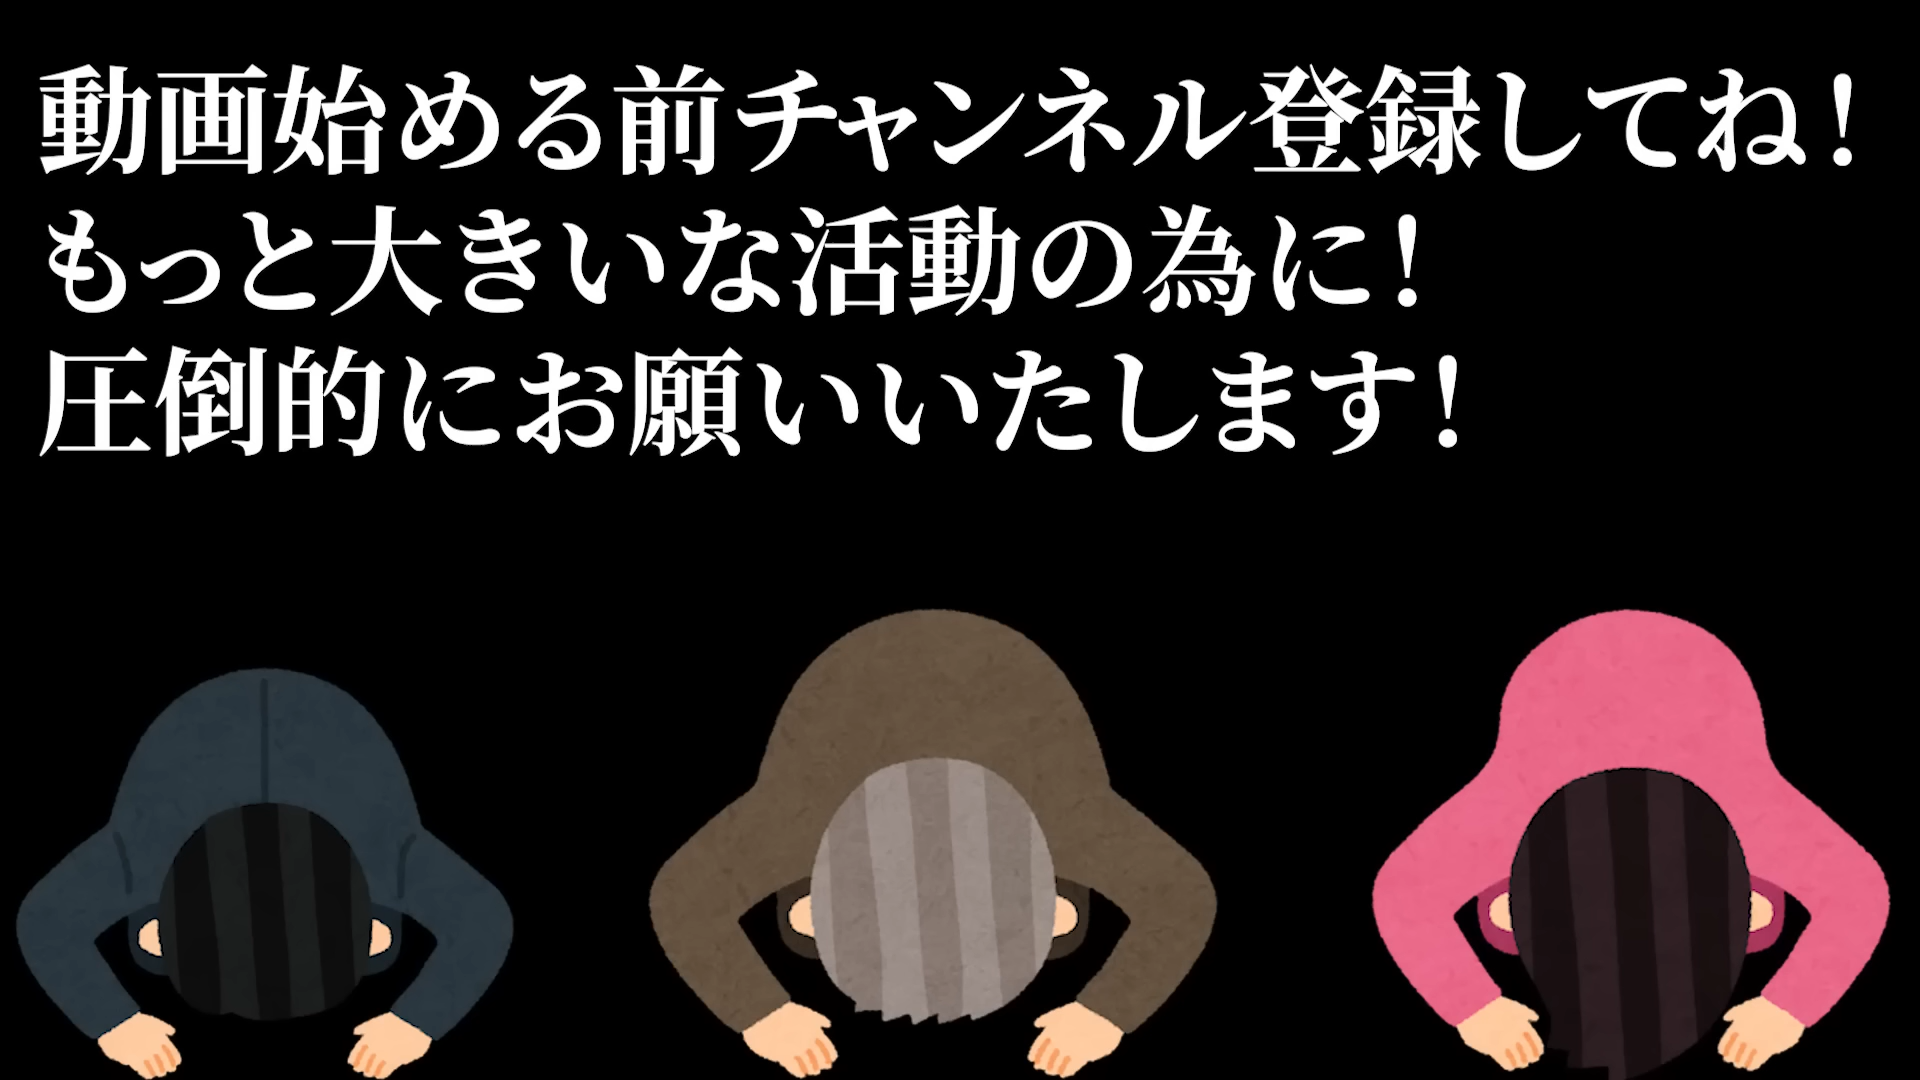 動画始める前チャンネル登録してね!
もっと大きいな活動の為に!
圧倒的にお願いいたします!